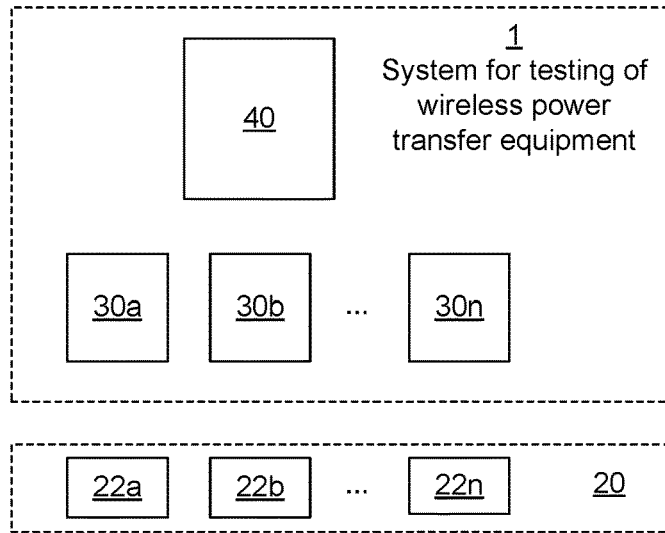 1
System for testing of
wireless power
transfer equipment
40
30a 30b ... 30n
22a 22b ... 22n 20